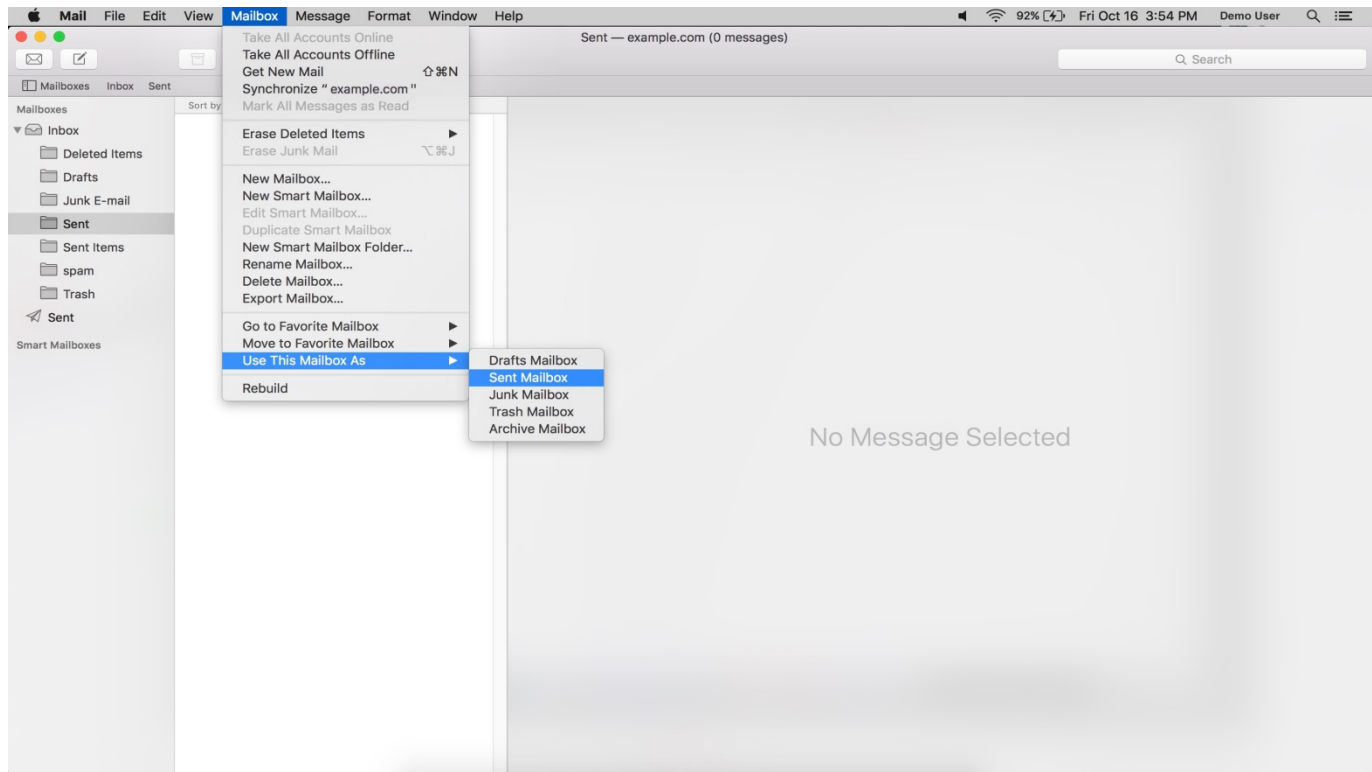 Mail File Edit View Mailbox Message Format Window Help 92% Fri Oct 16 3:54 PM Demo User
Sent — example.com (0 messages)
Search
Mailboxes Inbox Sent
Mailboxes
Inbox
Deleted Items
Drafts
Junk E-mail
Sent
Sent Items
spam
Trash
Sent
Smart Mailboxes
Sort by
Take All Accounts Online
Take All Accounts Offline
Get New Mail ⇧⌘N
Synchronize "example.com"
Mark All Messages as Read
Erase Deleted Items
Erase Junk Mail ⌥⌘J
New Mailbox...
New Smart Mailbox...
Edit Smart Mailbox...
Duplicate Smart Mailbox
New Smart Mailbox Folder...
Rename Mailbox...
Delete Mailbox...
Export Mailbox...
Go to Favorite Mailbox
Move to Favorite Mailbox
Use This Mailbox As
Rebuild
Drafts Mailbox
Sent Mailbox
Junk Mailbox
Trash Mailbox
Archive Mailbox
No Message Selected